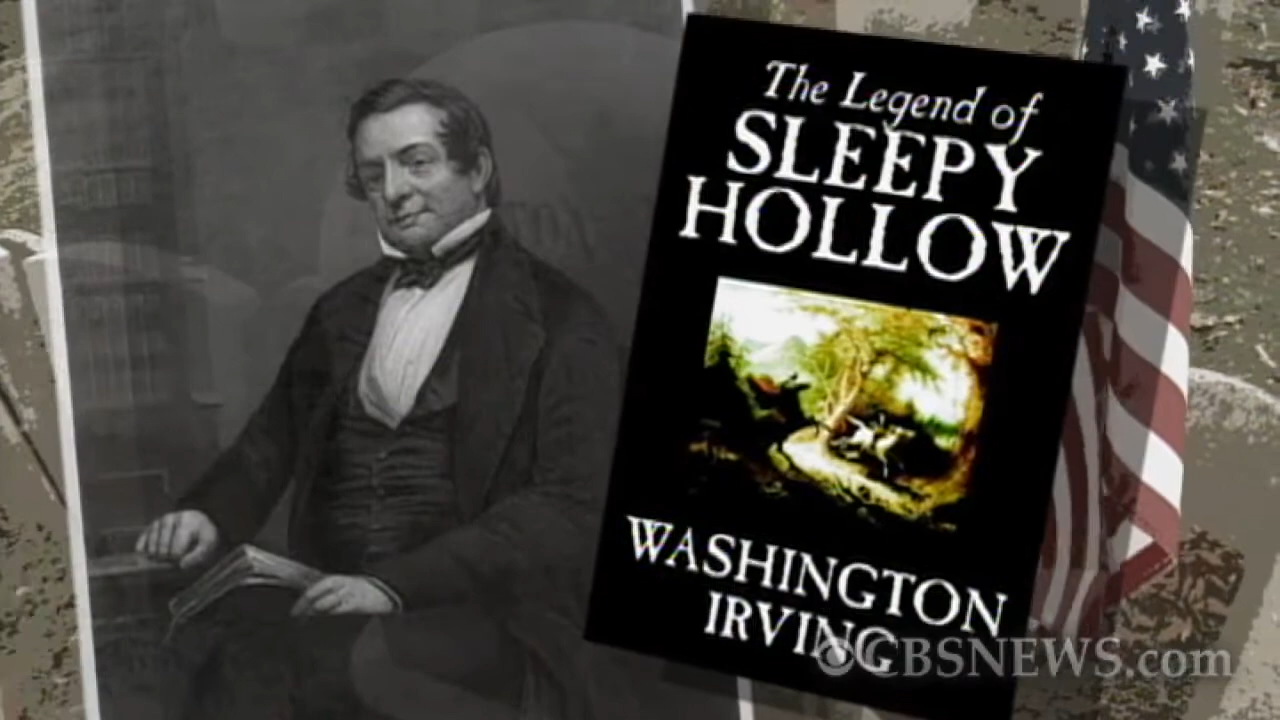 The Legend of
SLEEPY
HOLLOW
WASHINGTON
IRVING
CBSNEWS.com